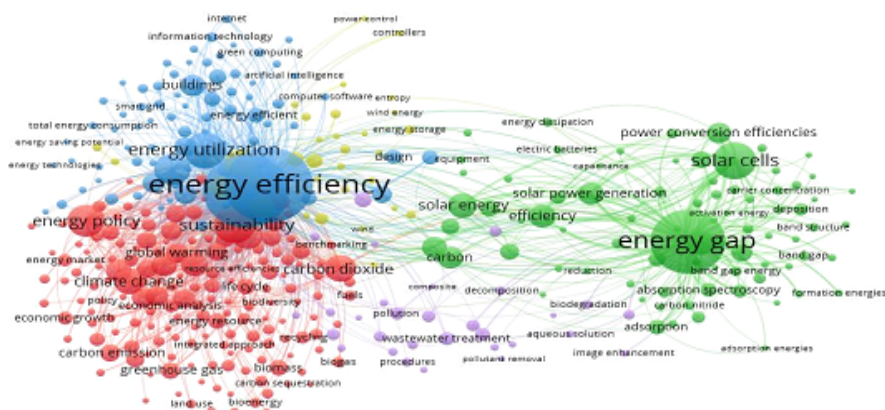 internet
power control
information technology
controllers
green computing
artificial intelligence
buildings
computer software
entropy
smart grid
energy efficient
wind energy
total energy consumption
energy storage
energy dissipation
power conversion efficiencies
energy saving potential
energy utilization
design
equipment
electric batteries
solar cells
energy technologies
capacitance
energy efficiency
solar power generation
carrier concentration
solar energy
efficiency
activation energy
deposition
energy policy
sustainability
wind
band structure
benchmarking
energy gap
global warming
carbon
band gap
energy market
resource efficiencies
carbon dioxide
reduction
band gap energy
climate change
lifecycle
composite
decomposition
absorption spectroscopy
formation energies
policy
economic analysis
biodiversity
fuels
biodegradation
carbon nitride
economic growth
energy resource
pollution
adsorption
integrated approach
recycling
wastewater treatment
aqueous solution
carbon emission
biogas
procedures
pollutant removal
image enhancement
adsorption energies
greenhouse gas
biomass
carbon sequestration
land use
bioenergy